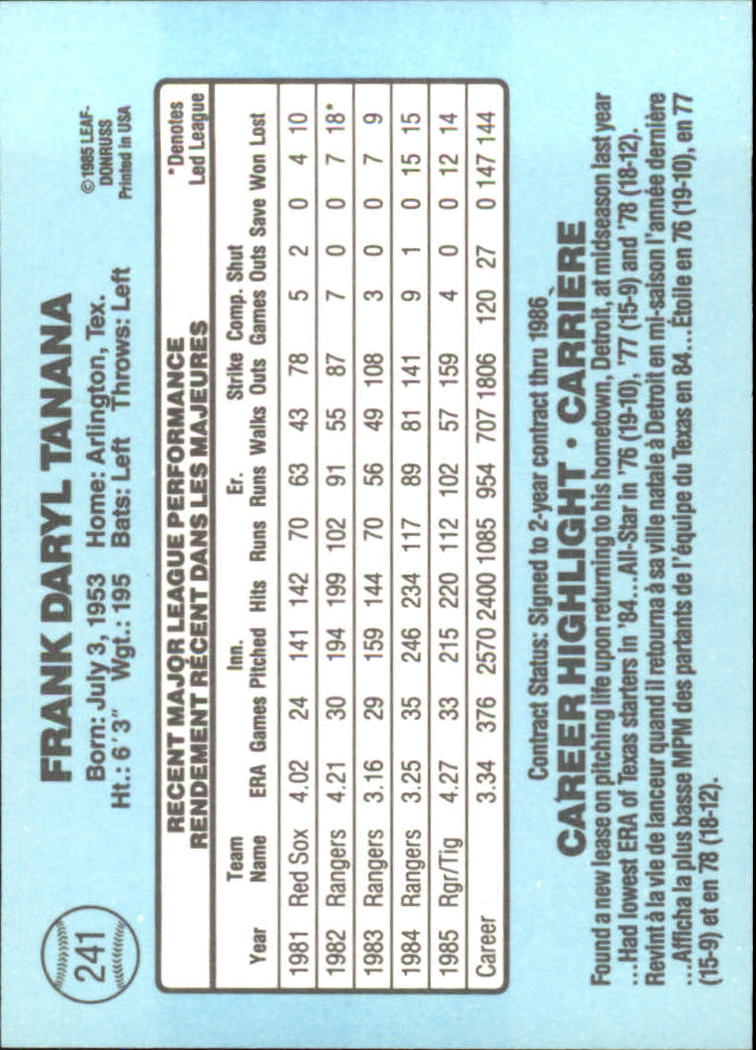 241
FRANK DARYL TANANA
Born: July 3, 1953 Home: Arlington, Tex.
Ht.: 6'3" Wgt.: 195 Bats: Left Throws: Left
©1985 LEAF-
DONRUSS
Printed in USA
RECENT MAJOR LEAGUE PERFORMANCE
RENDEMENT RÉCENT DANS LES MAJEURES
*Denotes
Led League
Team Inn. Er. Strike Comp. Shut
Year Name ERA Games Pitched Hits Runs Runs Walks Outs Games Outs Save Won Lost
1981 Red Sox 4.02 24 141 142 70 63 43 78 5 2 0 4 10
1982 Rangers 4.21 30 194 199 102 91 55 87 7 0 0 7 18*
1983 Rangers 3.16 29 159 144 70 56 49 108 3 0 0 7 9
1984 Rangers 3.25 35 246 234 117 89 81 141 9 1 0 15 15
1985 Rgr/Tig 4.27 33 215 220 112 102 57 159 4 0 0 12 14
Career 3.34 376 2570 2400 1085 954 707 1806 120 27 0 147 144
Contract Status: Signed to 2-year contract thru 1986
CAREER HIGHLIGHT • CARRIÈRE
Found a new lease on pitching life upon returning to his hometown, Detroit, at midseason last year
...Had lowest ERA of Texas starters in '84...All-Star in '76 (19-10), '77 (15-9) and '78 (18-12).
Revint à la vie de lanceur quand il retourna à sa ville natale à Detroit en mi-saison l'année dernière
...Afficha la plus basse MPM des partants de l'équipe du Texas en 84...Étoile en 76 (19-10), en 77
(15-9) et en 78 (18-12).